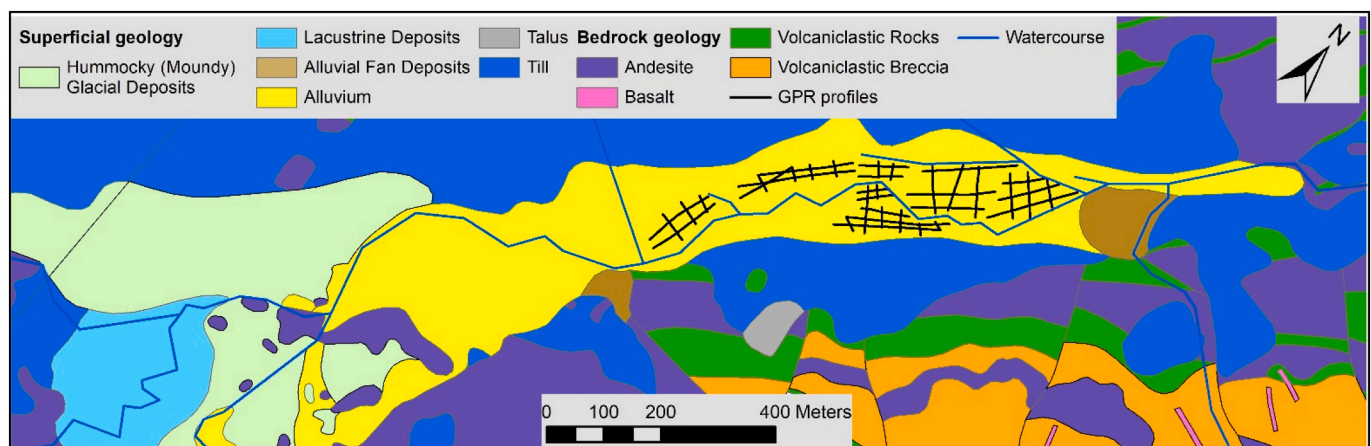 Superficial geology
Hummocky (Moundy)
Glacial Deposits
Lacustrine Deposits
Alluvial Fan Deposits
Alluvium
Talus
Till
Bedrock geology
Andesite
Basalt
Volcaniclastic Rocks
Volcaniclastic Breccia
GPR profiles
Watercourse
N
0 100 200 400 Meters